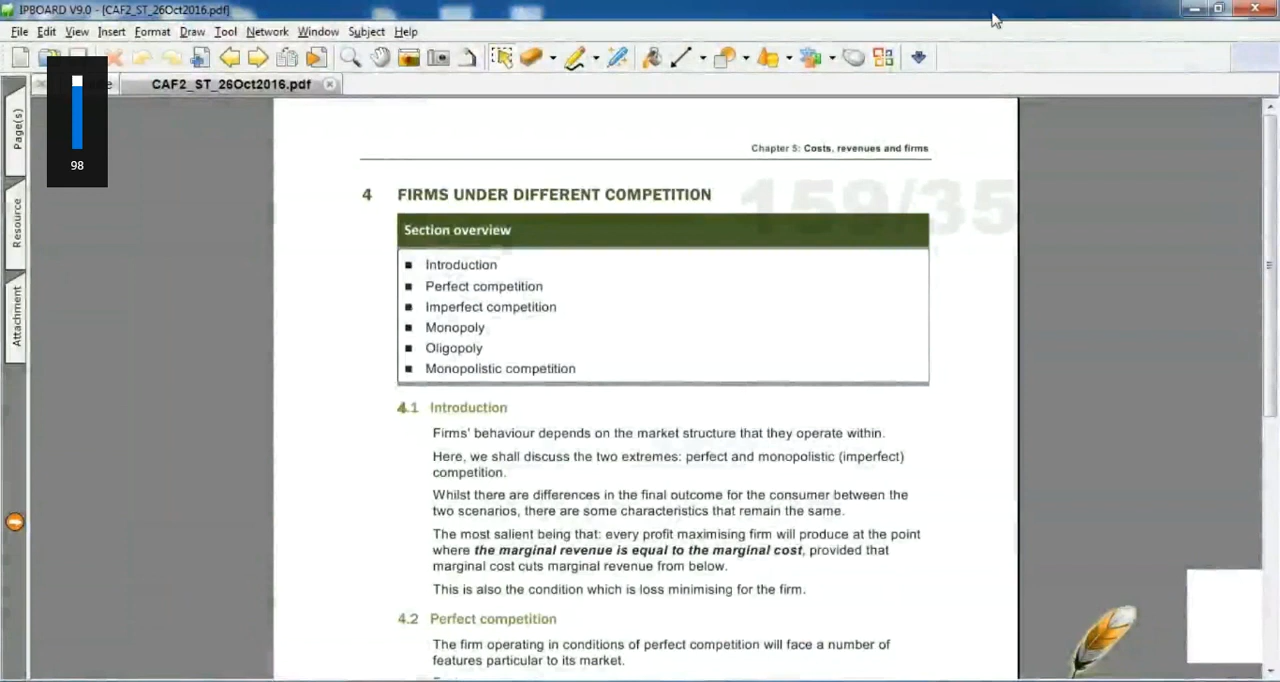 IPBOARD V9.0 - [CAF2_ST_26Oct2016.pdf]
File Edit View Insert Format Draw Tool Network Window Subject Help
CAF2_ST_26Oct2016.pdf
98
Page(s)
Resource
Attachment
Chapter 5: Costs, revenues and firms
159/35
4 FIRMS UNDER DIFFERENT COMPETITION
Section overview
■ Introduction
■ Perfect competition
■ Imperfect competition
■ Monopoly
■ Oligopoly
■ Monopolistic competition
4.1 Introduction
Firms' behaviour depends on the market structure that they operate within.
Here, we shall discuss the two extremes: perfect and monopolistic (imperfect)
competition.
Whilst there are differences in the final outcome for the consumer between the
two scenarios, there are some characteristics that remain the same.
The most salient being that: every profit maximising firm will produce at the point
where the marginal revenue is equal to the marginal cost, provided that
marginal cost cuts marginal revenue from below.
This is also the condition which is loss minimising for the firm.
4.2 Perfect competition
The firm operating in conditions of perfect competition will face a number of
features particular to its market.